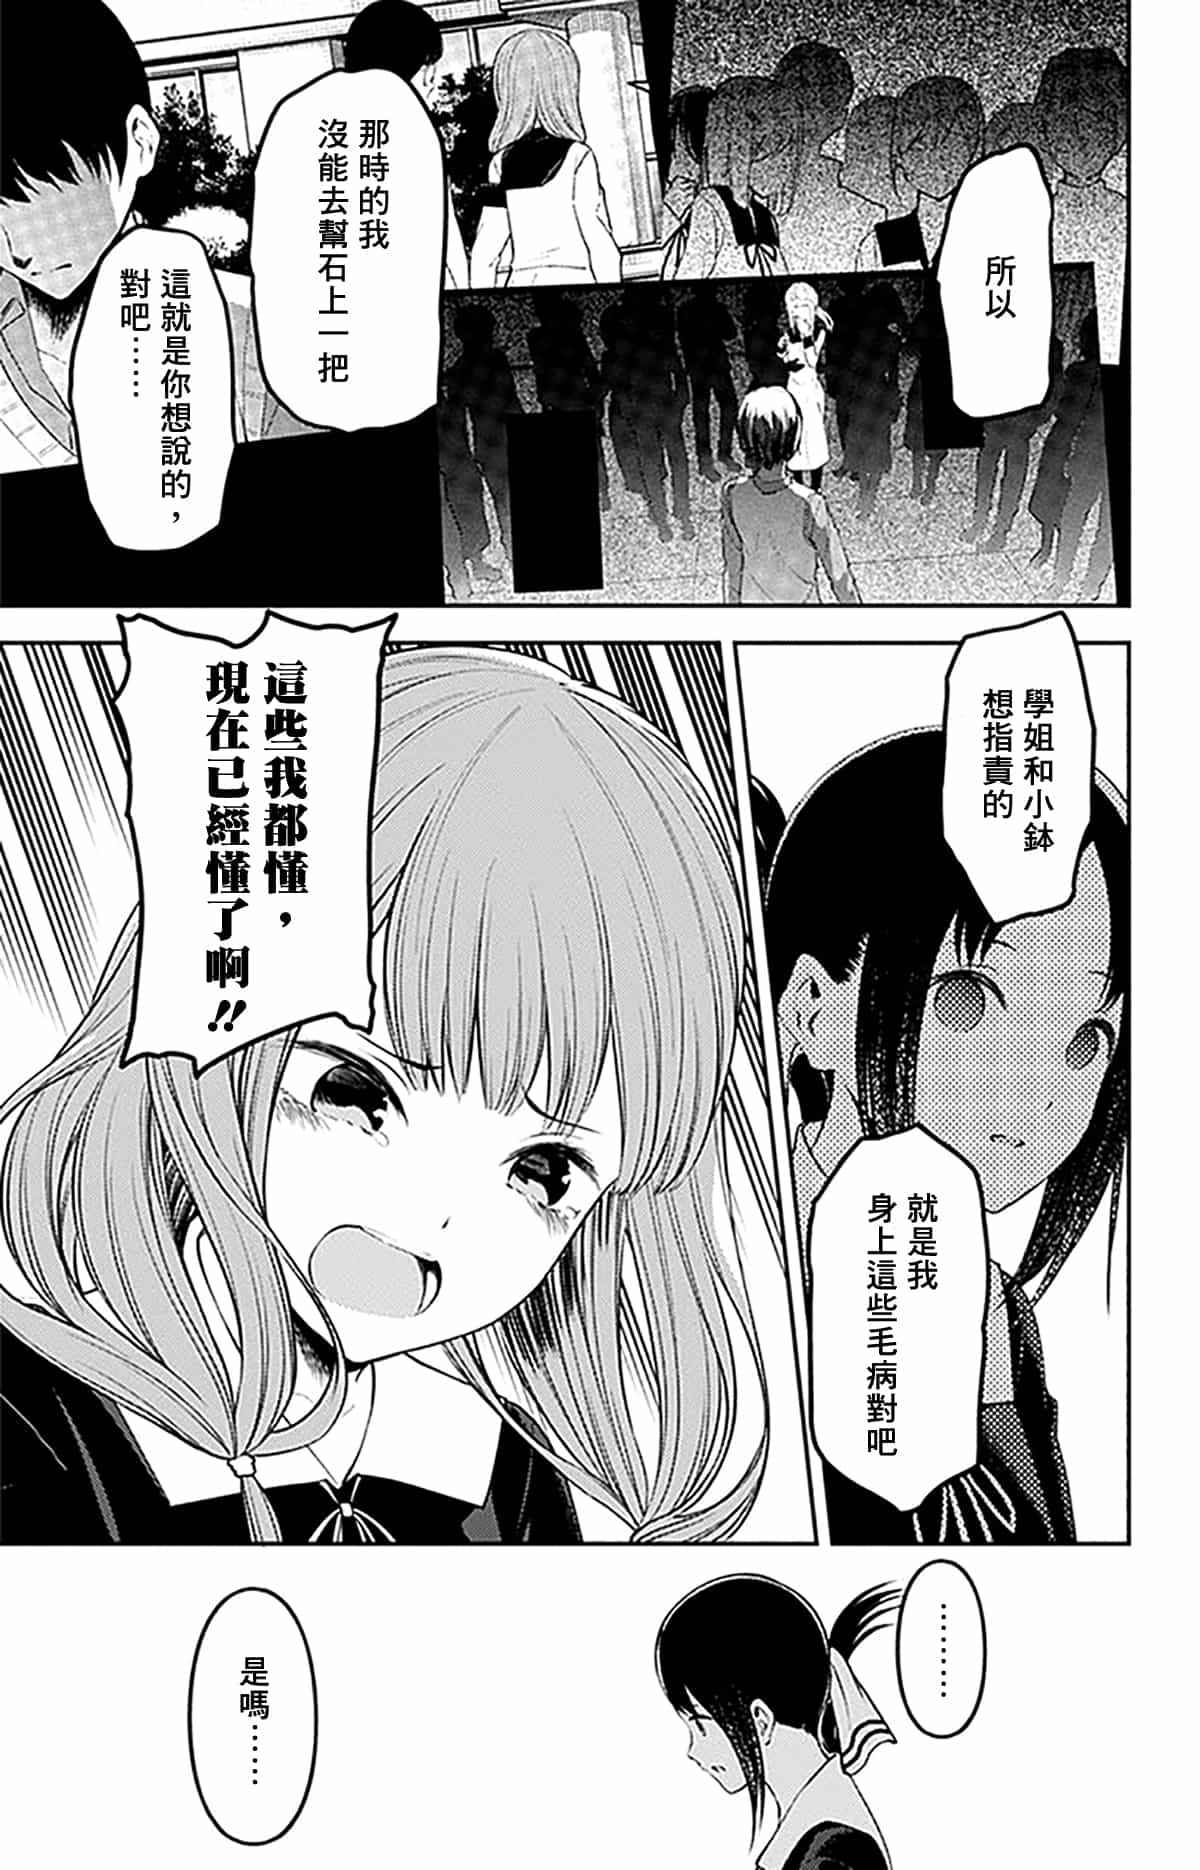 所以
那時的我
沒能去幫石上一把
這就是你想說的，
對吧……
學姐和小鉢
想指責的
就是我
身上這些毛病對吧
這些我都懂，
現在已經懂了啊!!
………
是嗎……